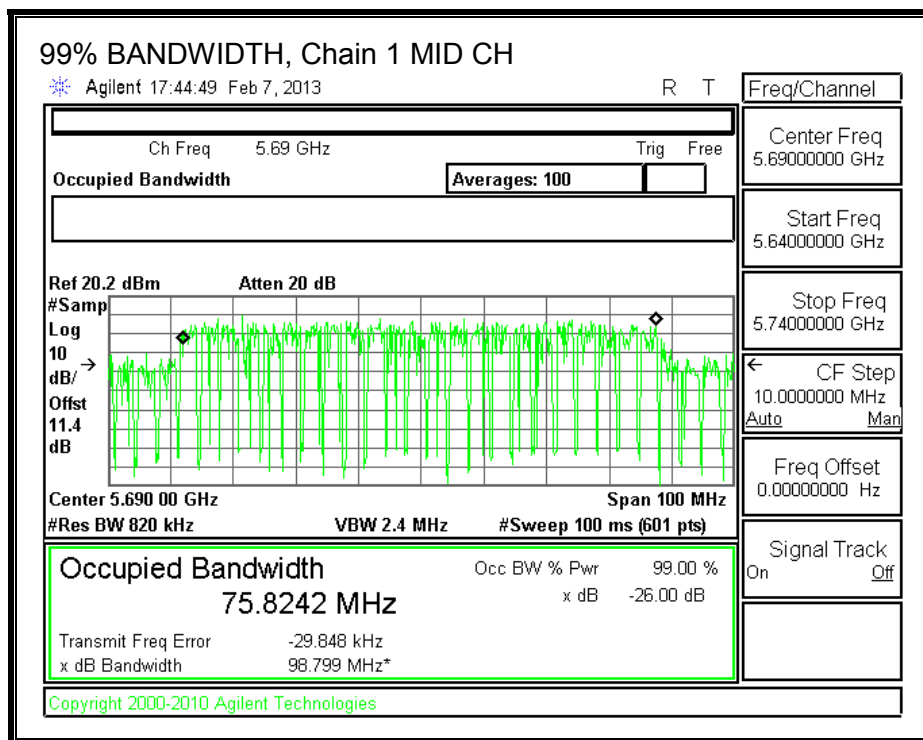 99% BANDWIDTH, Chain 1 MID CH
Agilent 17:44:49 Feb 7, 2013 R T
Freq/Channel
Ch Freq 5.69 GHz Trig Free
Occupied Bandwidth Averages: 100
Center Freq
5.69000000 GHz
Start Freq
5.64000000 GHz
Stop Freq
5.74000000 GHz
CF Step
10.0000000 MHz
Auto Man
Freq Offset
0.00000000 Hz
Signal Track
On Off
Ref 20.2 dBm Atten 20 dB
#Samp
Log
10
dB/
Offst
11.4
dB
Center 5.690 00 GHz Span 100 MHz
#Res BW 820 kHz VBW 2.4 MHz #Sweep 100 ms (601 pts)
Occupied Bandwidth
75.8242 MHz
Occ BW % Pwr 99.00 %
x dB -26.00 dB
Transmit Freq Error -29.848 kHz
x dB Bandwidth 98.799 MHz*
Copyright 2000-2010 Agilent Technologies